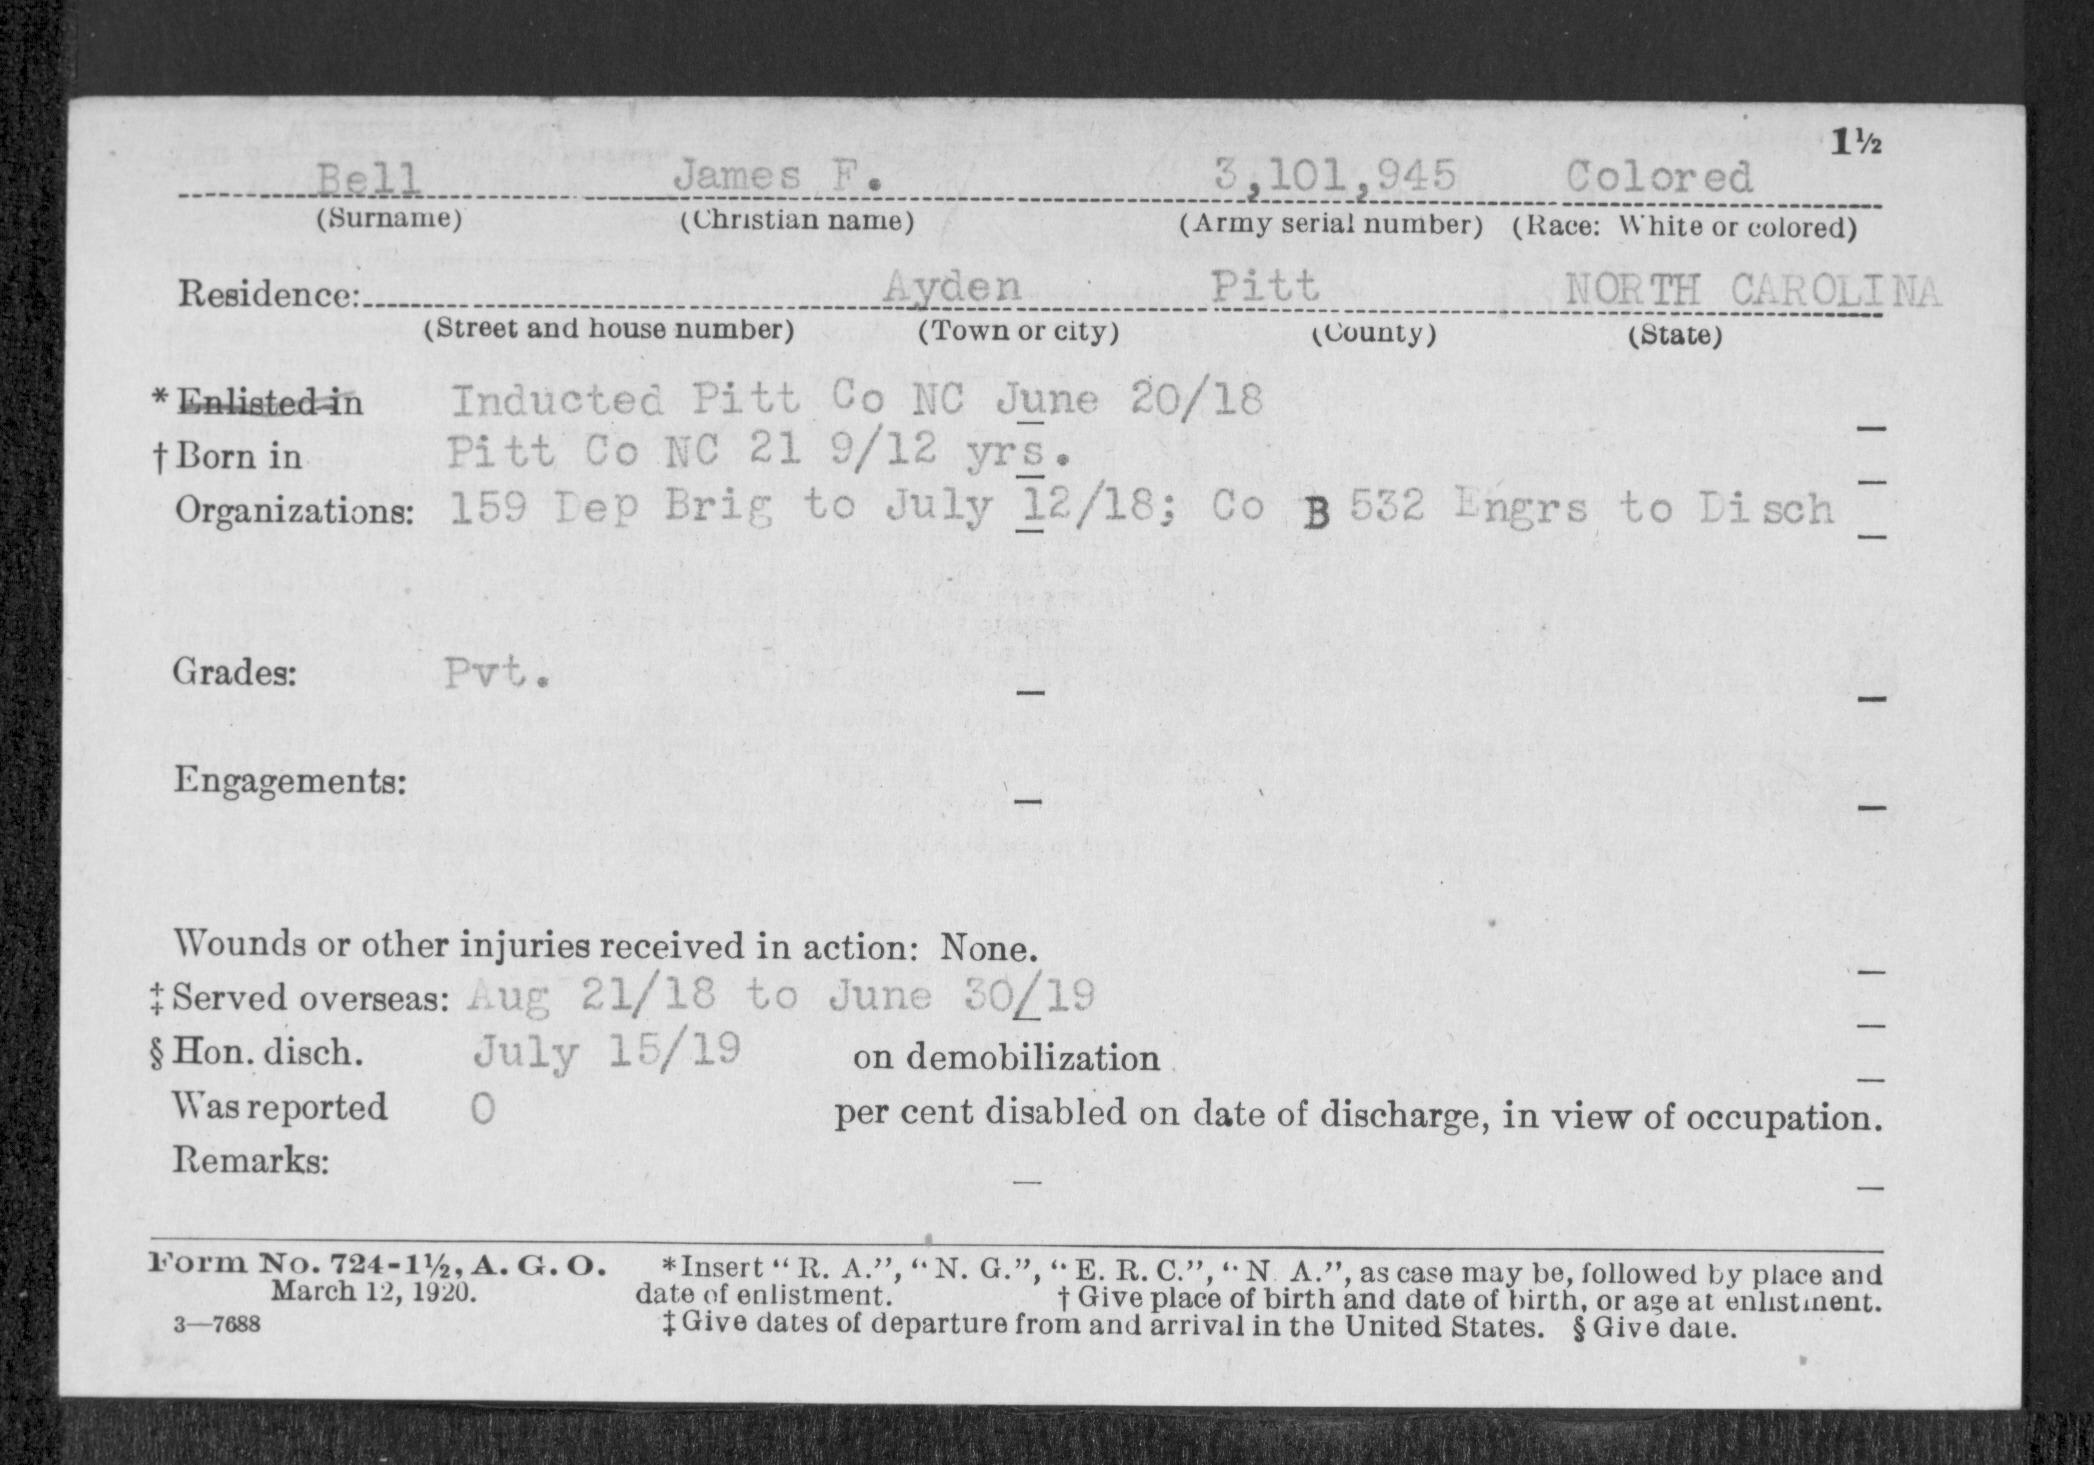 1½
Bell James F. 3,101,945 Colored
(Surname) (Christian name) (Army serial number) (Race: White or colored)
Residence: Ayden Pitt NORTH CAROLINA
(Street and house number) (Town or city) (County) (State)
* Enlisted in Inducted Pitt Co NC June 20/18
† Born in Pitt Co NC 21 9/12 yrs.
Organizations: 159 Dep Brig to July 12/18; Co B 532 Engrs to Disch
Grades: Pvt.
Engagements:
Wounds or other injuries received in action: None.
‡ Served overseas: Aug 21/18 to June 30/19
§ Hon. disch. July 15/19 on demobilization
Was reported 0 per cent disabled on date of discharge, in view of occupation.
Remarks:
Form No. 724-1½, A. G. O. *Insert "R. A.", "N. G.", "E. R. C.", "N. A.", as case may be, followed by place and
March 12, 1920. date of enlistment. † Give place of birth and date of birth, or age at enlistment.
3—7688 ‡ Give dates of departure from and arrival in the United States. § Give date.